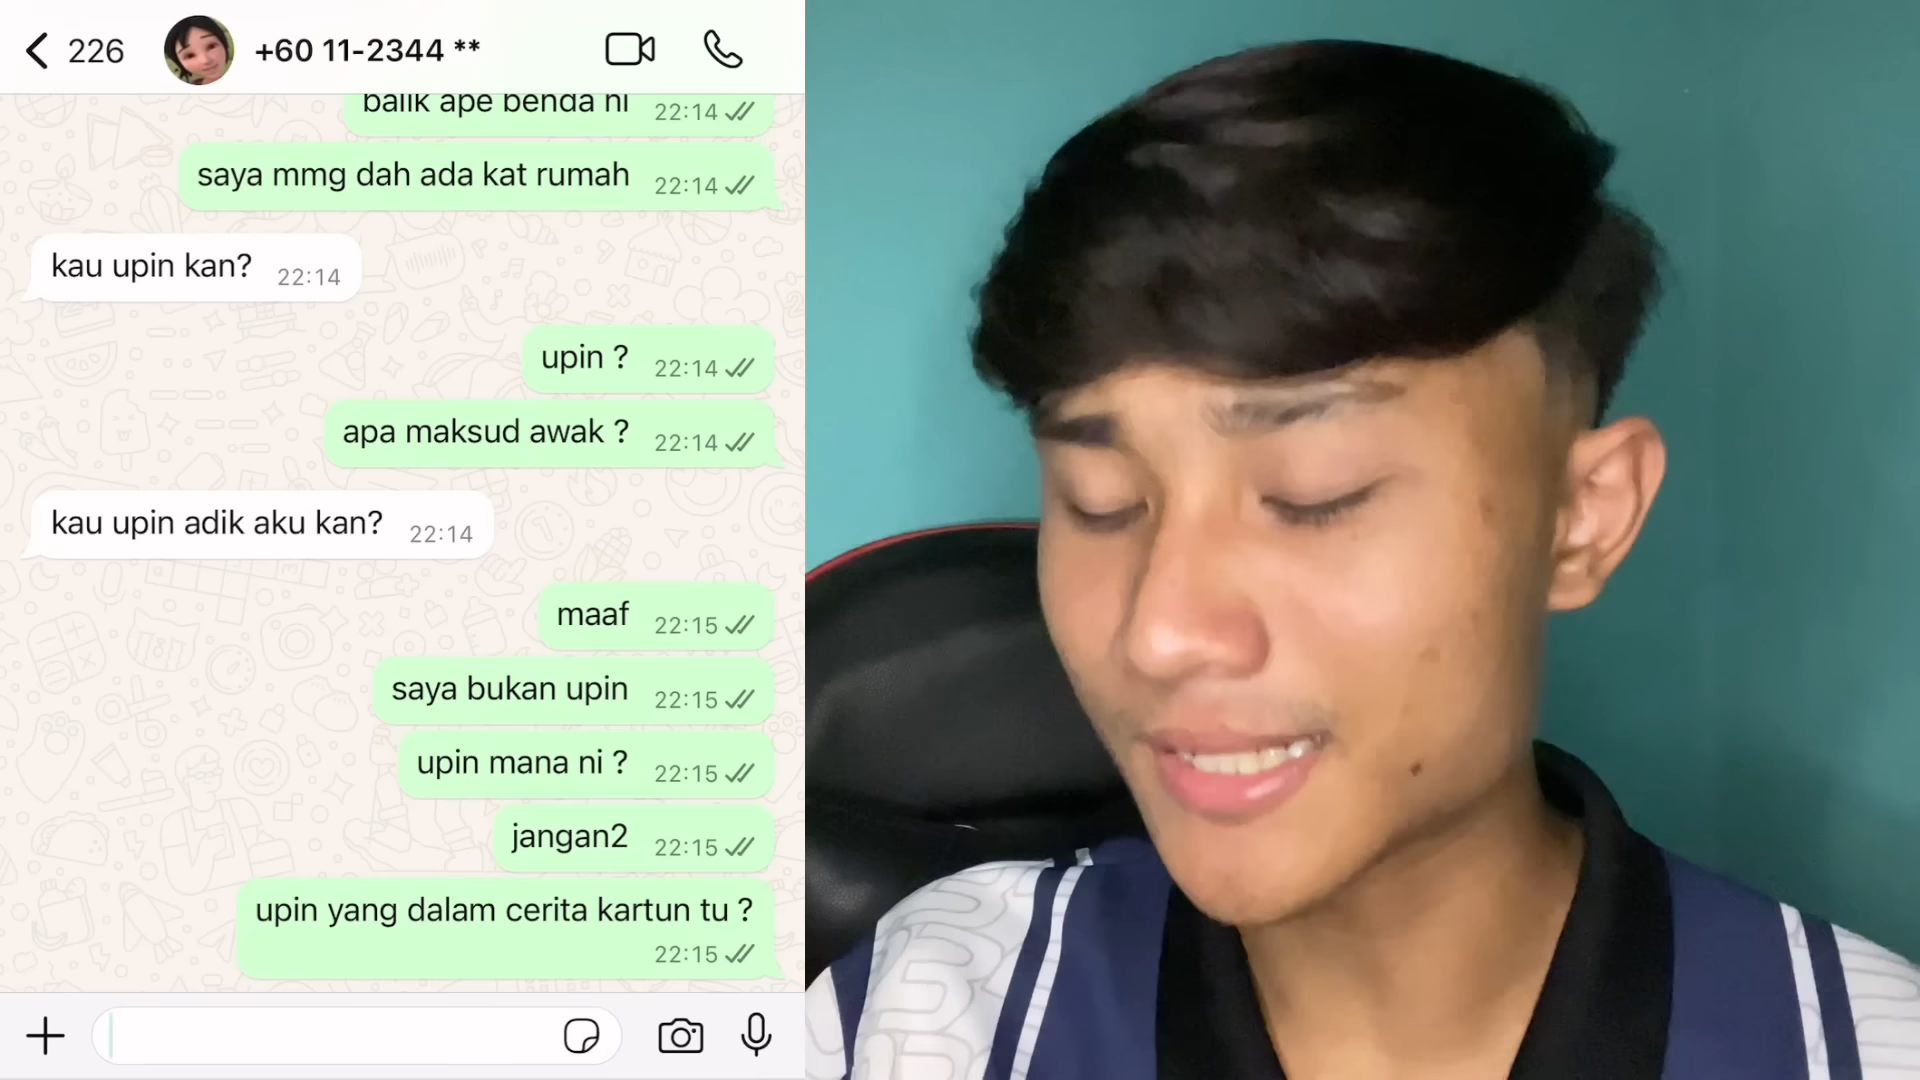 226
+60 11-2344 **
balik ape benda ni 22:14
saya mmg dah ada kat rumah 22:14
kau upin kan? 22:14
upin ? 22:14
apa maksud awak ? 22:14
kau upin adik aku kan? 22:14
maaf 22:15
saya bukan upin 22:15
upin mana ni ? 22:15
jangan2 22:15
upin yang dalam cerita kartun tu ?
22:15